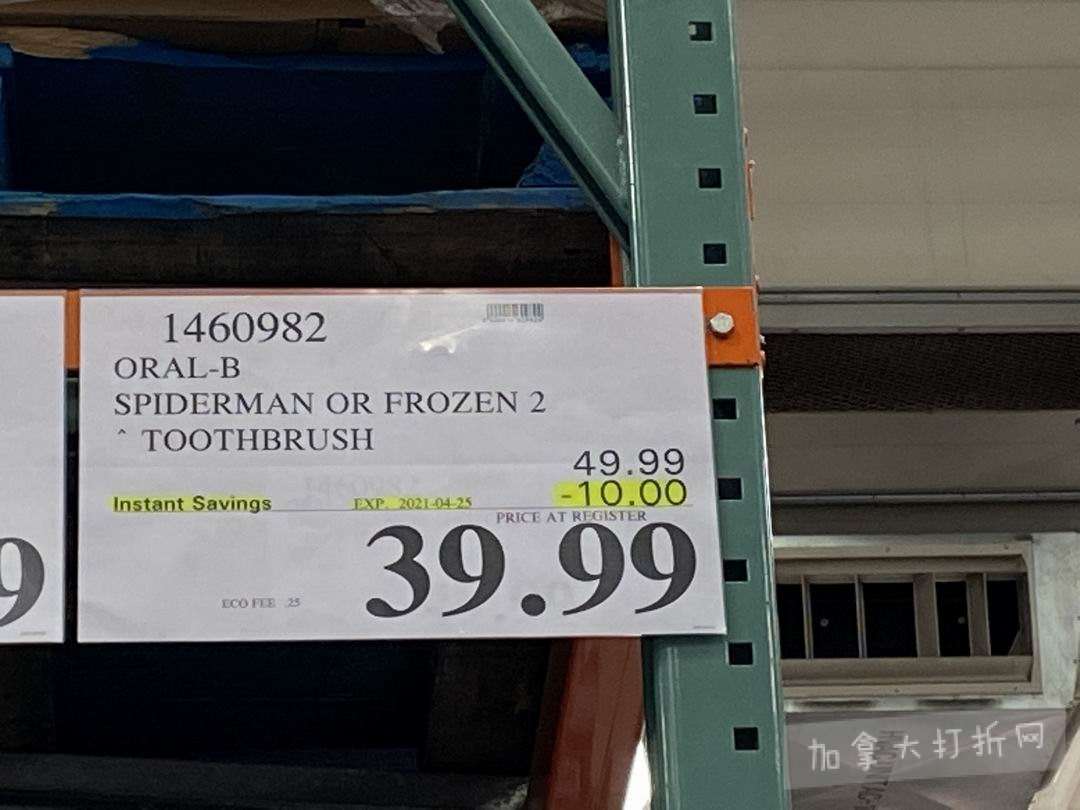 1460982
ORAL-B
SPIDERMAN OR FROZEN 2
^ TOOTHBRUSH
49.99
Instant Savings EXP. 2021-04-25 -10.00
PRICE AT REGISTER
39.99
ECO FEE .25
9
加拿大打折网